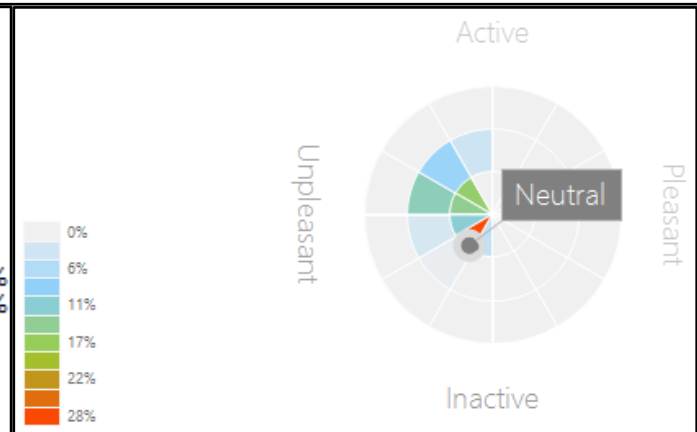 Active
Unpleasant
Neutral
Pleasant
0%
6%
11%
17%
22%
28%
Inactive